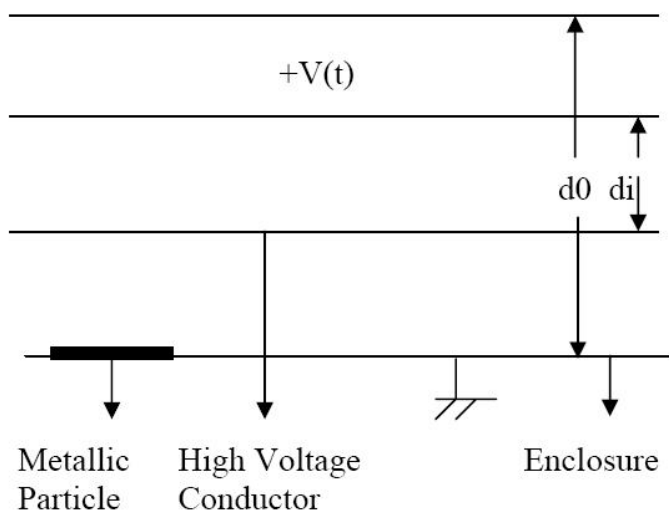 +V(t)
d0 di
Metallic
Particle
High Voltage
Conductor
Enclosure